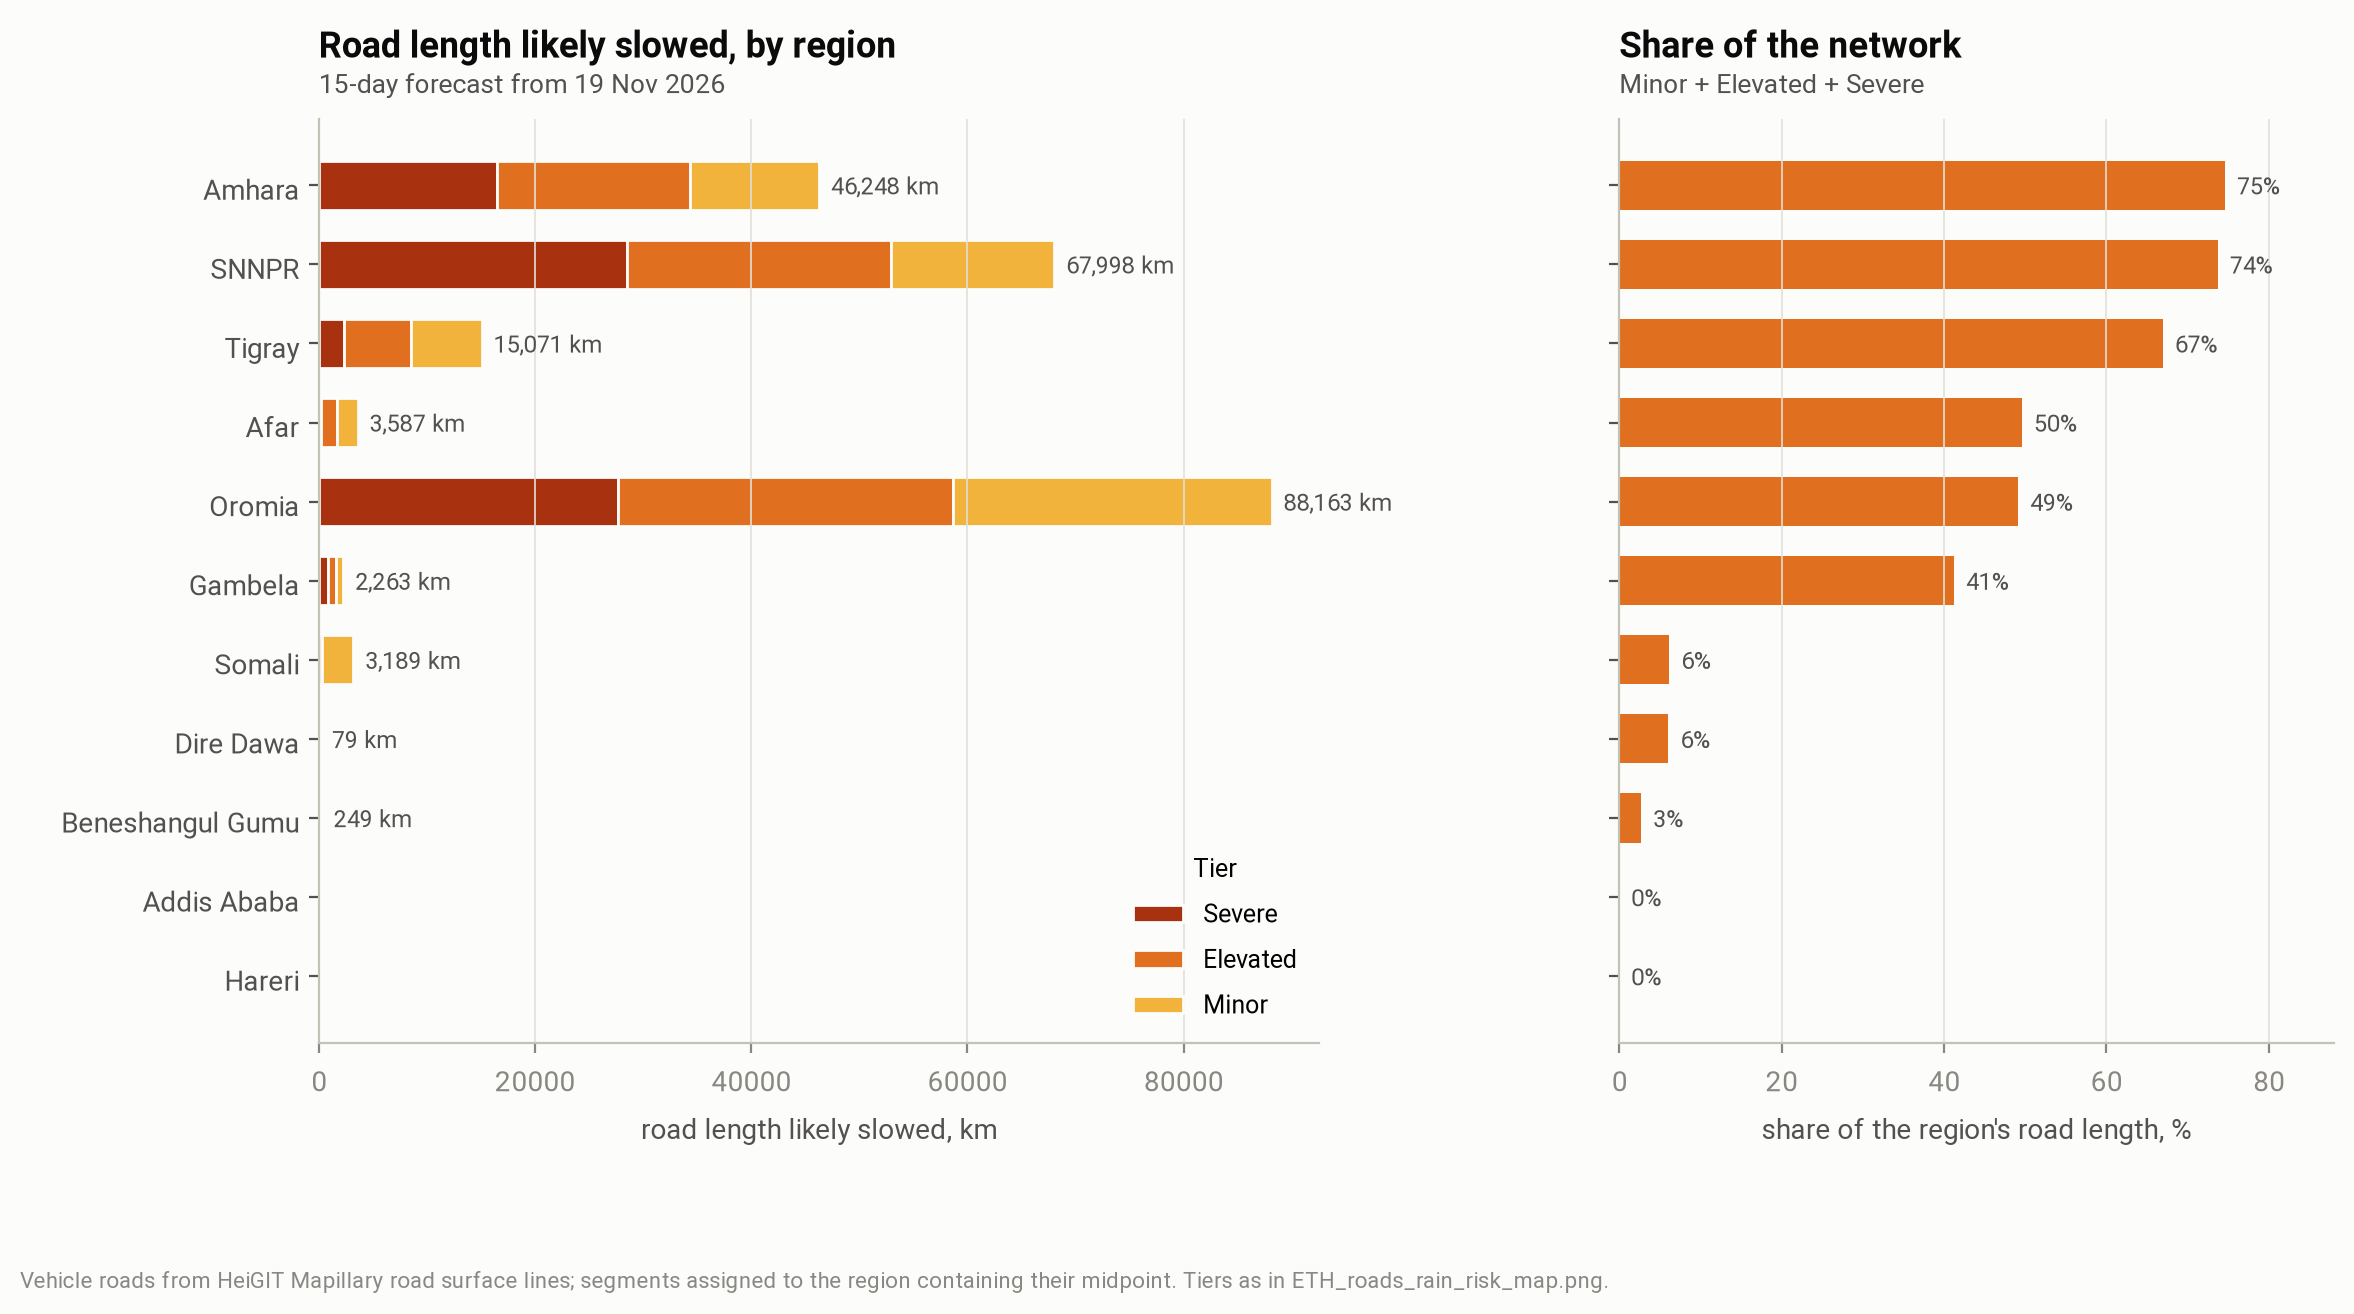 Road length likely slowed, by region
15-day forecast from 19 Nov 2026
Amhara
46,248 km
SNNPR
67,998 km
Tigray
15,071 km
Afar
3,587 km
Oromia
88,163 km
Gambela
2,263 km
Somali
3,189 km
Dire Dawa
79 km
Beneshangul Gumu
249 km
Addis Ababa
Hareri
Tier
Severe
Elevated
Minor
0 20000 40000 60000 80000
road length likely slowed, km
Share of the network
Minor + Elevated + Severe
75%
74%
67%
50%
49%
41%
6%
6%
3%
0%
0%
0 20 40 60 80
share of the region's road length, %
Vehicle roads from HeiGIT Mapillary road surface lines; segments assigned to the region containing their midpoint. Tiers as in ETH_roads_rain_risk_map.png.